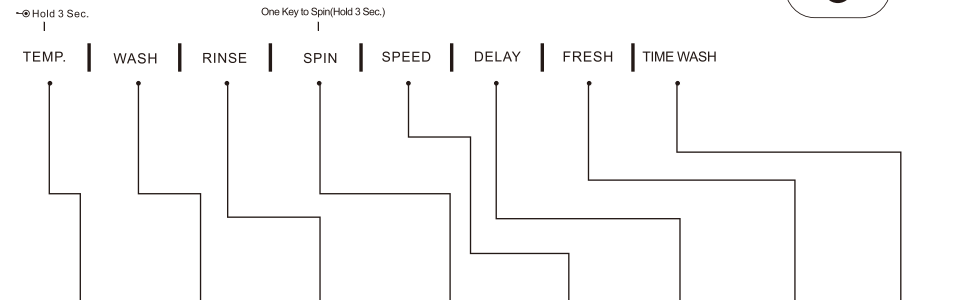 Hold 3 Sec. One Key to Spin(Hold 3 Sec.)
TEMP. WASH RINSE SPIN SPEED DELAY FRESH TIME WASH